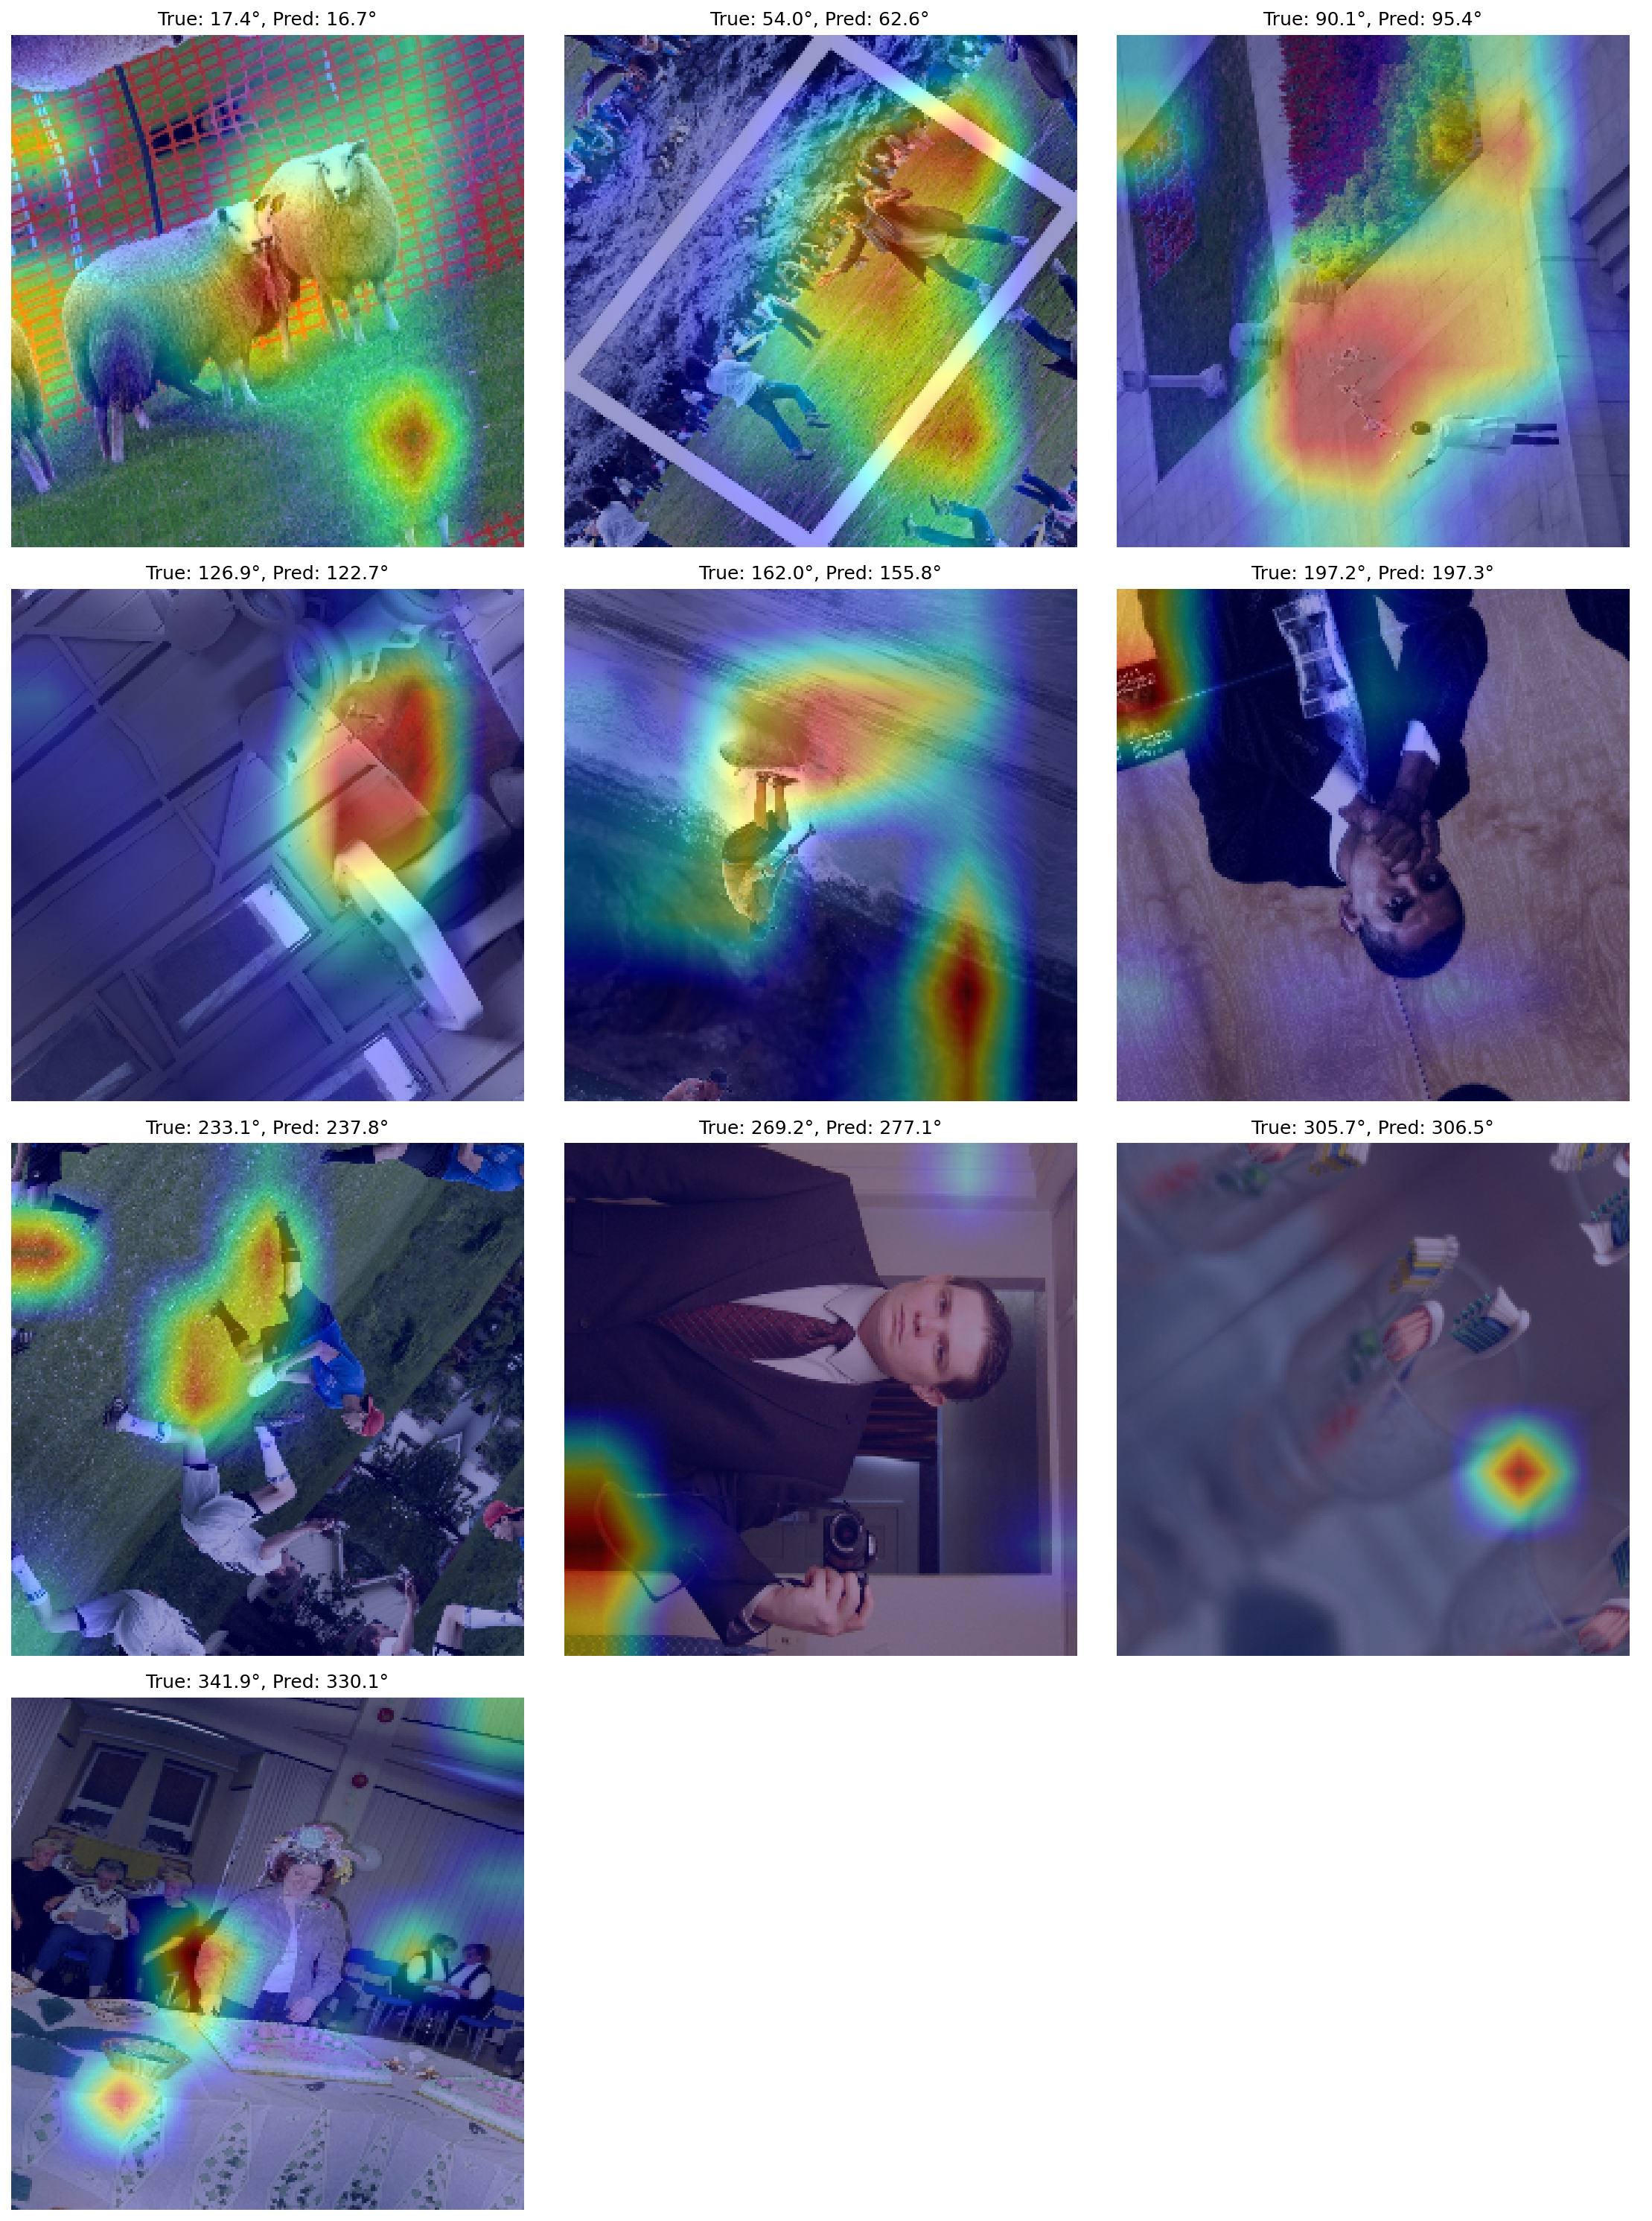 True: 17.4°, Pred: 16.7°
True: 54.0°, Pred: 62.6°
True: 90.1°, Pred: 95.4°
True: 126.9°, Pred: 122.7°
True: 162.0°, Pred: 155.8°
True: 197.2°, Pred: 197.3°
True: 233.1°, Pred: 237.8°
True: 269.2°, Pred: 277.1°
True: 305.7°, Pred: 306.5°
True: 341.9°, Pred: 330.1°